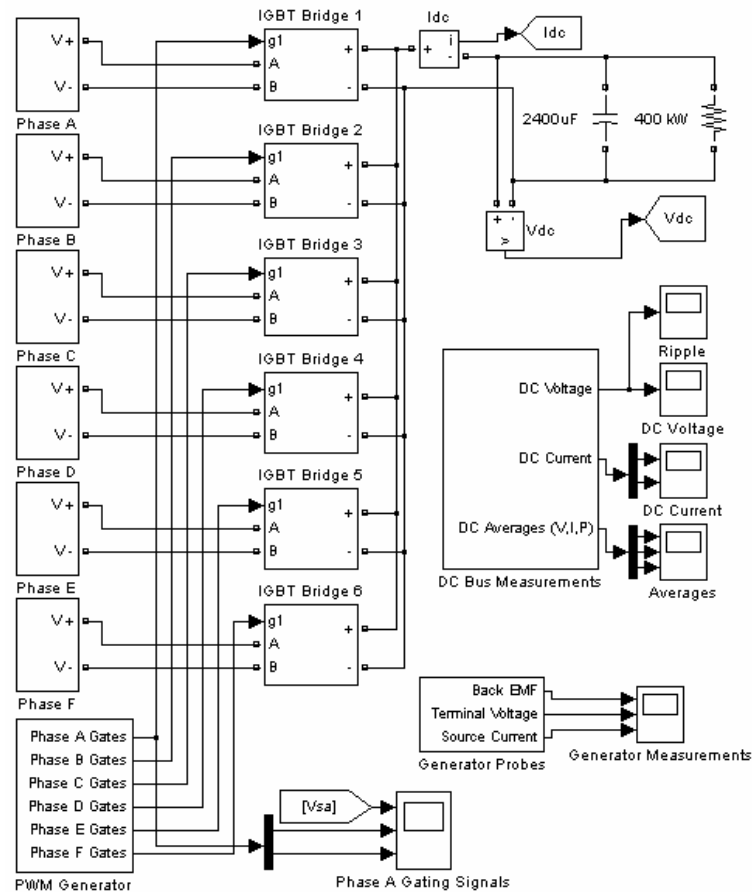 V+
V-
Phase A
V+
V-
Phase B
V+
V-
Phase C
V+
V-
Phase D
V+
V-
Phase E
V+
V-
Phase F
IGBT Bridge 1
g1
A
B
+
-
IGBT Bridge 2
g1
A
B
+
-
IGBT Bridge 3
g1
A
B
+
-
IGBT Bridge 4
g1
A
B
+
-
IGBT Bridge 5
g1
A
B
+
-
IGBT Bridge 6
g1
A
B
+
-
Idc
+
i
-
Idc
2400uF
400 kW
+ -
v
Vdc
Vdc
DC Voltage
DC Current
DC Averages (V,I,P)
DC Bus Measurements
Ripple
DC Voltage
DC Current
Averages
Back EMF
Terminal Voltage
Source Current
Generator Probes
Generator Measurements
Phase A Gates
Phase B Gates
Phase C Gates
Phase D Gates
Phase E Gates
Phase F Gates
PWM Generator
[Vsa]
Phase A Gating Signals